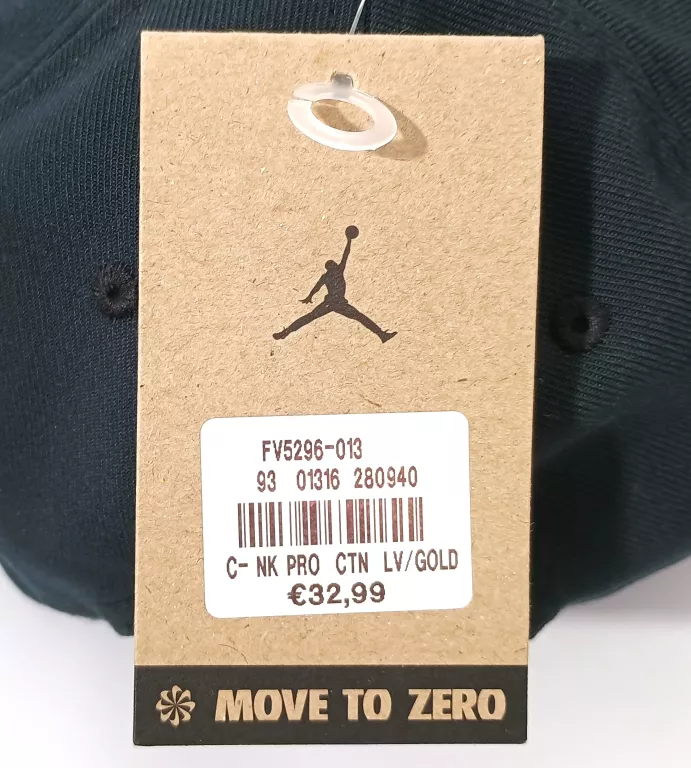 FV5296-013
93 01316 280940
C- NK PRO CTN LV/GOLD
€32,99
MOVE TO ZERO